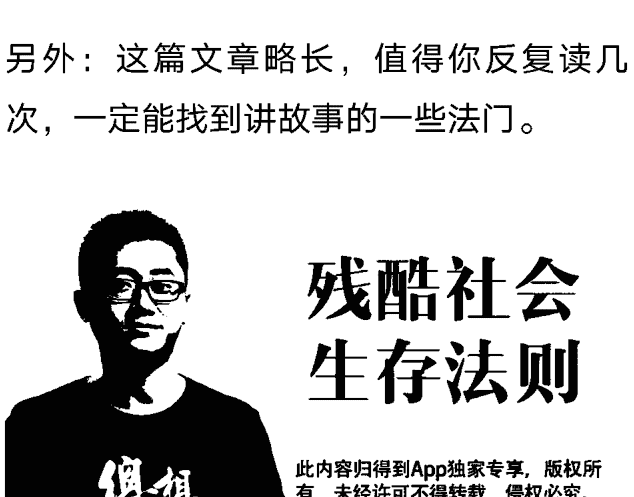 另外：这篇文章略长，值得你反复读几
次，一定能找到讲故事的一些法门。
残酷社会
生存法则
此内容归得到App独家专享，版权所
有，未经许可不得转载，侵权必究。